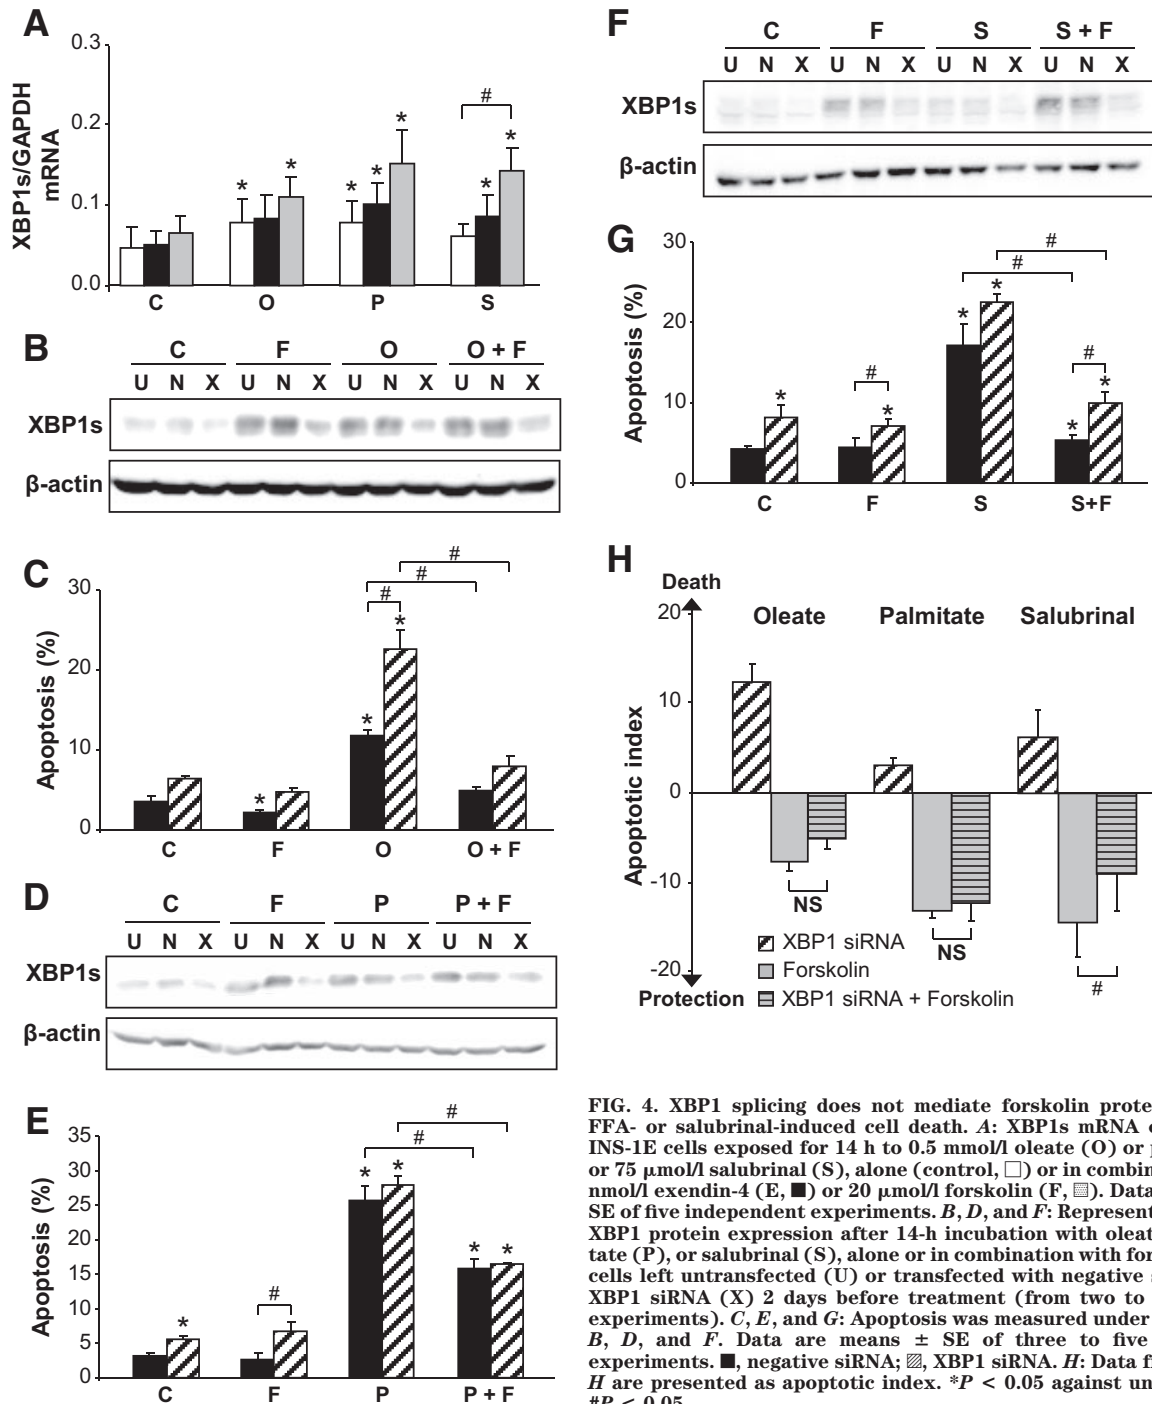 A
XBP1s/GAPDH
mRNA
0.3
0.2
0.1
0.0
* * * * * * *
#
C O P S
B
C F O O + F
U N X U N X U N X U N X
XBP1s
β-actin
C
Apoptosis (%)
30
20
10
0
* * *
# # #
C F O O + F
D
C F P P + F
U N X U N X U N X U N X
XBP1s
β-actin
E
Apoptosis (%)
35
30
25
20
15
10
5
0
* * * * *
# # #
C F P P + F
F
C F S S + F
U N X U N X U N X U N X
XBP1s
β-actin
G
Apoptosis (%)
30
20
10
0
* * * * * *
# # # #
C F S S+F
H
Death
20
10
0
-10
-20
Protection
Apoptotic index
Oleate Palmitate Salubrinal
NS
NS
#
XBP1 siRNA
Forskolin
XBP1 siRNA + Forskolin
FIG. 4. XBP1 splicing does not mediate forskolin
FFA- or salubrinal-induced cell death. A: XBP1s mRNA
INS-1E cells exposed for 14 h to 0.5 mmol/l oleate (O) or
or 75 μmol/l salubrinal (S), alone (control, □) or in
nmol/l exendin-4 (E, ■) or 20 μmol/l forskolin (F, ▒). Data
SE of five independent experiments. B, D, and F:
XBP1 protein expression after 14-h incubation with
tate (P), or salubrinal (S), alone or in combination with
cells left untransfected (U) or transfected with negative
XBP1 siRNA (X) 2 days before treatment (from two to
experiments). C, E, and G: Apoptosis was measured under
B, D, and F. Data are means ± SE of three to five
experiments. ■, negative siRNA; ▨, XBP1 siRNA. H: Data
H are presented as apoptotic index. *P < 0.05 against
#P < 0.05